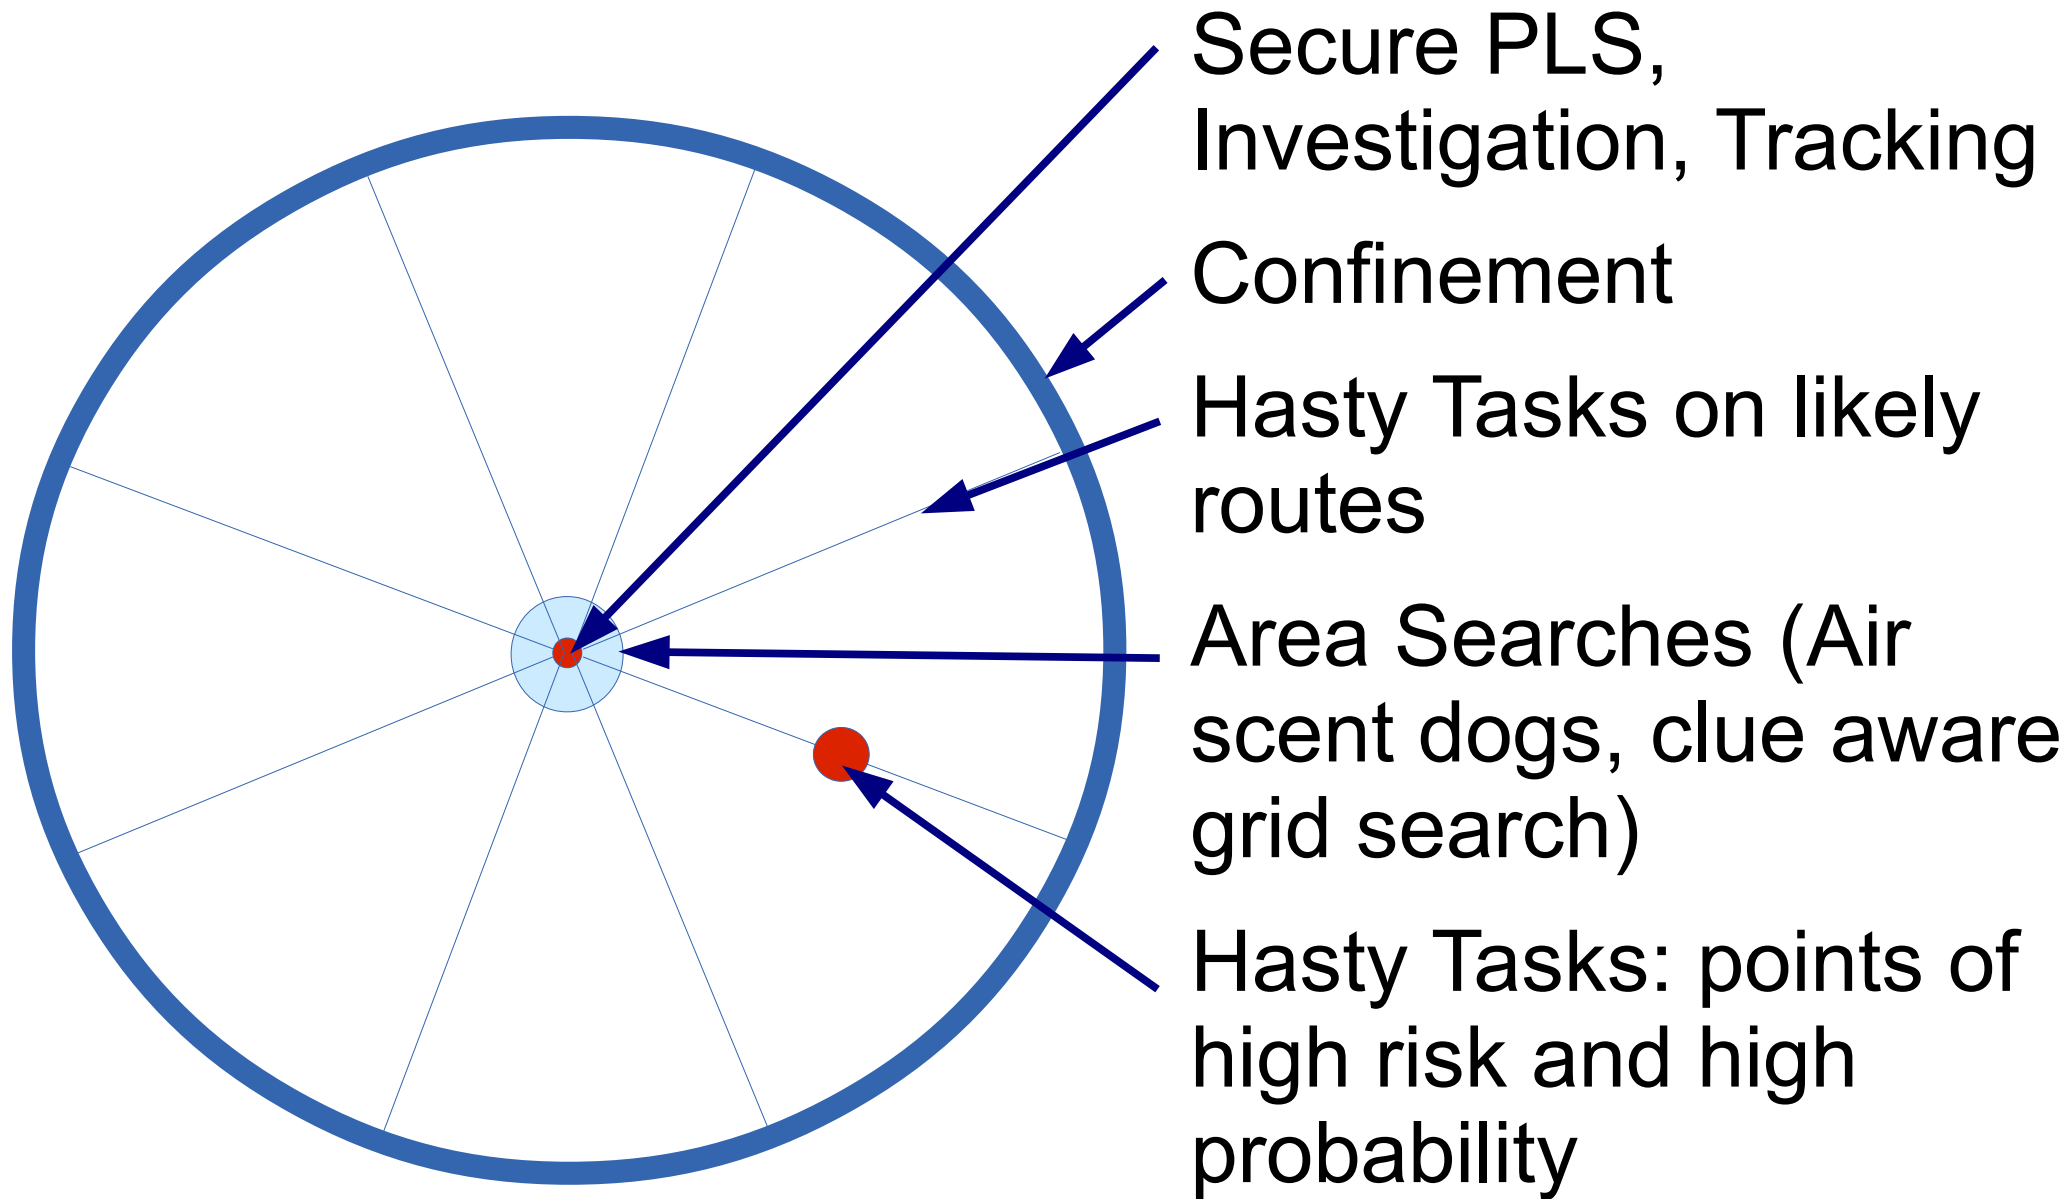 Secure PLS,
Investigation, Tracking
Confinement
Hasty Tasks on likely
routes
Area Searches (Air
scent dogs, clue aware
grid search)
Hasty Tasks: points of
high risk and high
probability